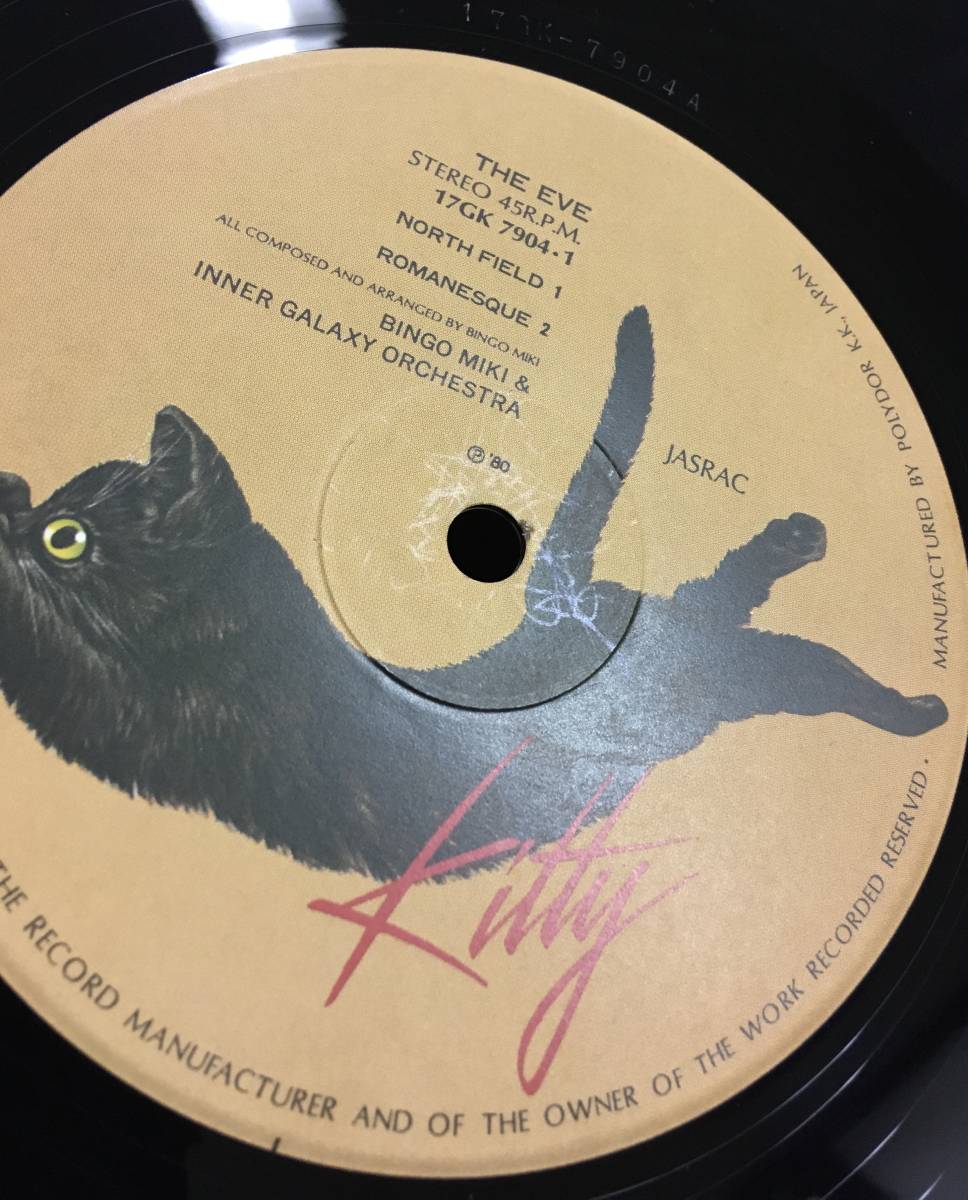 17GK-7904A
THE EVE
STEREO 45R.P.M.
17GK 7904·1
NORTH FIELD 1
ROMANESQUE 2
ALL COMPOSED AND ARRANGED BY BINGO MIKI
BINGO MIKI &
INNER GALAXY ORCHESTRA
Ⓟ '80
JASRAC
MANUFACTURED BY POLYDOR K.K., JAPAN
Kitty
THE RECORD MANUFACTURER AND OF THE OWNER OF THE WORK RECORDED RESERVED.